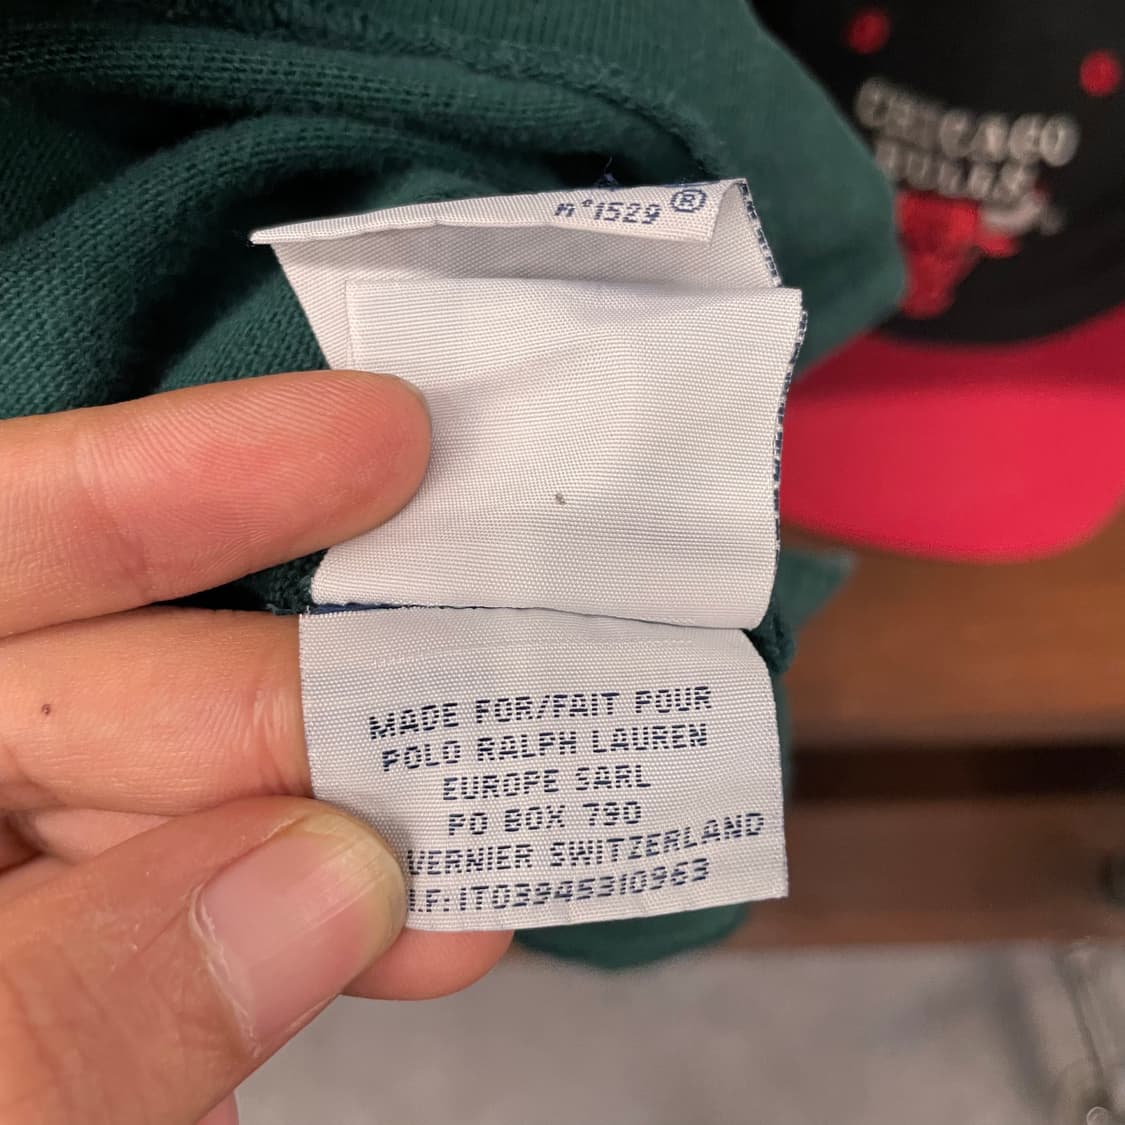 n°1529 ®
MADE FOR/FAIT POUR
POLO RALPH LAUREN
EUROPE SARL
PO BOX 790
VERNIER SWITZERLAND
.F:IT03945310963
CHICAGO
BULLS